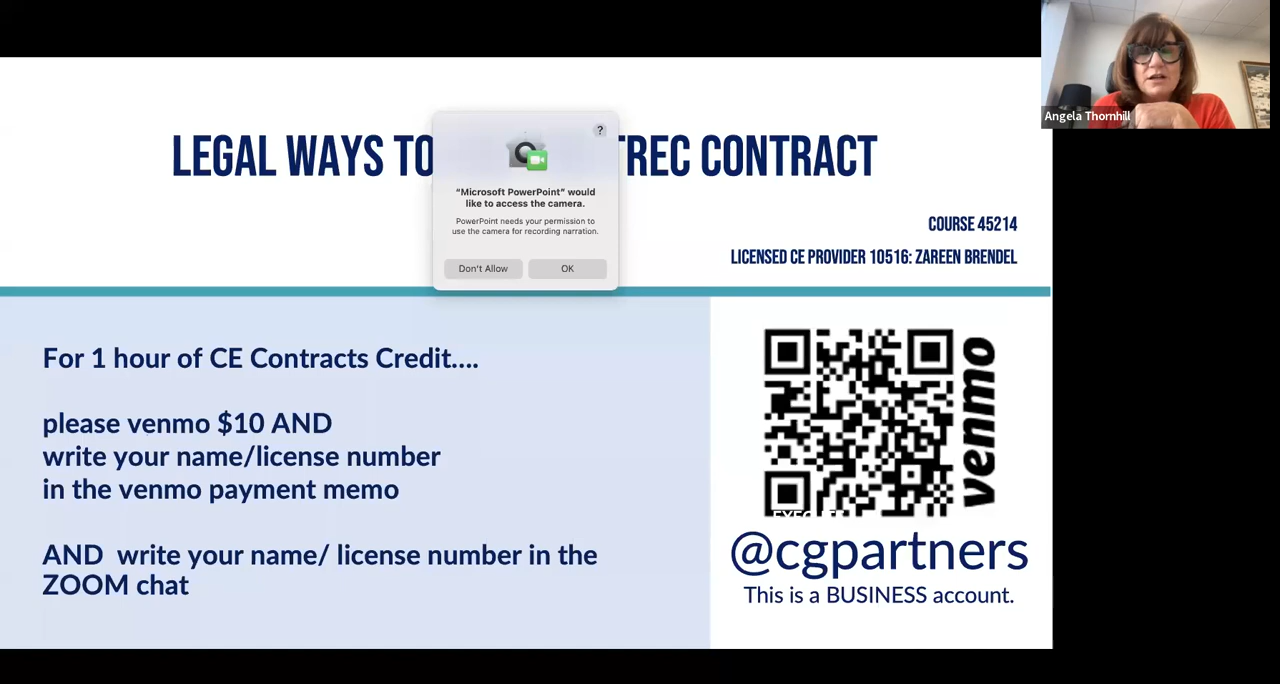 LEGAL WAYS TO TREC CONTRACT
?
"Microsoft PowerPoint" would
like to access the camera.
PowerPoint needs your permission to
use the camera for recording narration.
Don't Allow OK
COURSE 45214
LICENSED CE PROVIDER 10516: ZAREEN BRENDEL
Angela Thornhill
For 1 hour of CE Contracts Credit....
please venmo $10 AND
write your name/license number
in the venmo payment memo
AND write your name/ license number in the
ZOOM chat
venmo
@cgpartners
This is a BUSINESS account.